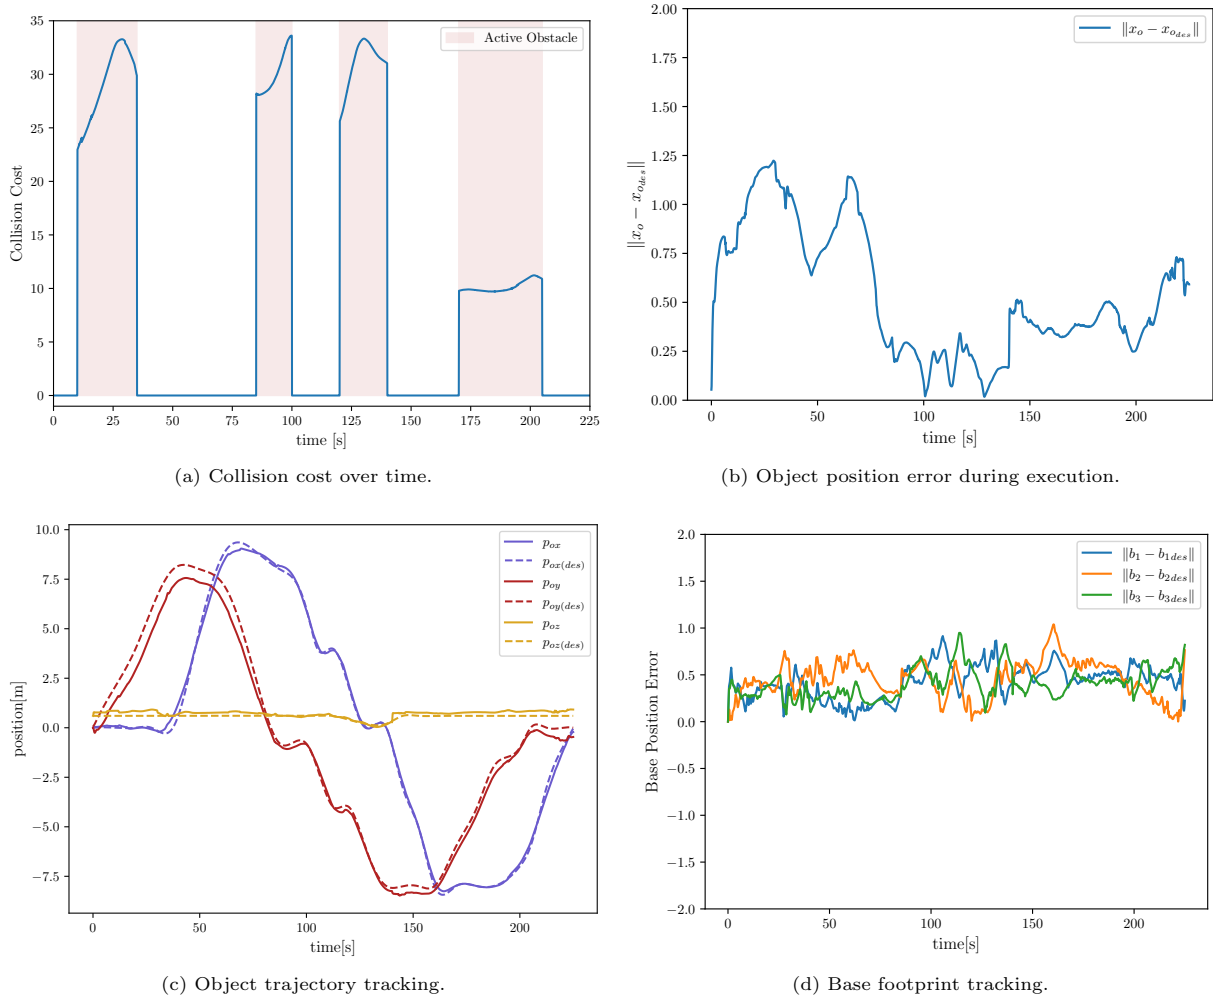 35
30
25
20
15
10
5
0
Collision Cost
Active Obstacle
0 25 50 75 100 125 150 175 200 225
time [s]
(a) Collision cost over time.
2.00
1.75
1.50
1.25
1.00
0.75
0.50
0.25
0.00
‖x_o − x_{o_{des}}‖
‖x_o − x_{o_{des}}‖
0 50 100 150 200
time [s]
(b) Object position error during execution.
10.0
7.5
5.0
2.5
0.0
−2.5
−5.0
−7.5
position[m]
p_{ox}
p_{ox(des)}
p_{oy}
p_{oy(des)}
p_{oz}
p_{oz(des)}
0 50 100 150 200
time[s]
(c) Object trajectory tracking.
2.0
1.5
1.0
0.5
0.0
−0.5
−1.0
−1.5
−2.0
Base Position Error
‖b_1 − b_{1des}‖
‖b_2 − b_{2des}‖
‖b_3 − b_{3des}‖
0 50 100 150 200
time[s]
(d) Base footprint tracking.